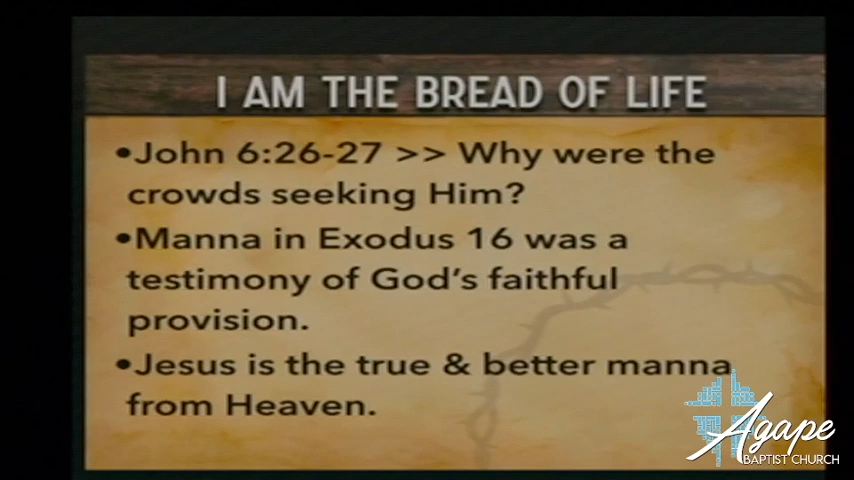 I AM THE BREAD OF LIFE
•John 6:26-27 >> Why were the
crowds seeking Him?
•Manna in Exodus 16 was a
testimony of God's faithful
provision.
•Jesus is the true & better manna
from Heaven.
Agape
BAPTIST CHURCH